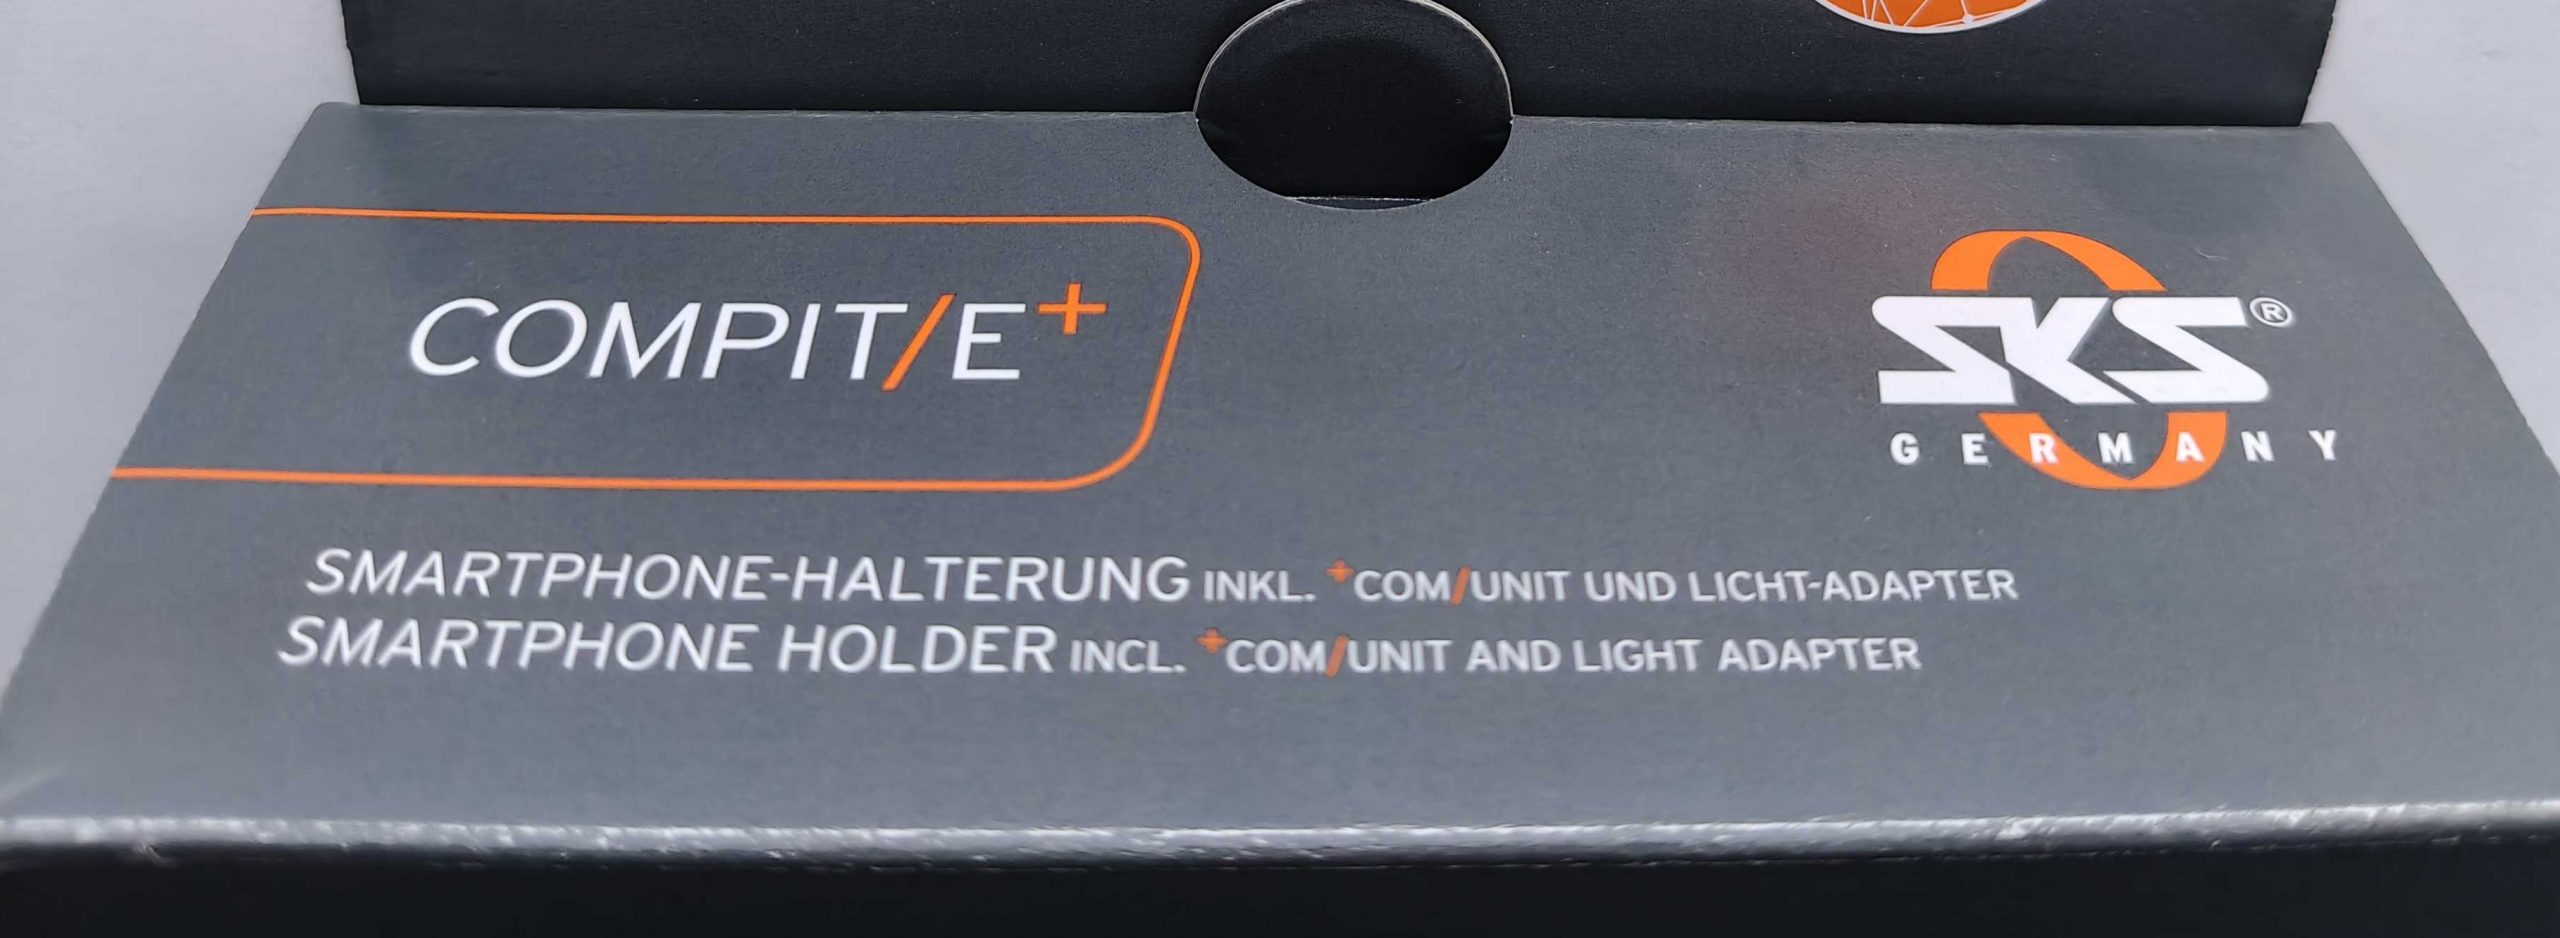 COMPIT/E+
SKS®
GERMANY
SMARTPHONE-HALTERUNG INKL. +COM/UNIT UND LICHT-ADAPTER
SMARTPHONE HOLDER INCL. +COM/UNIT AND LIGHT ADAPTER